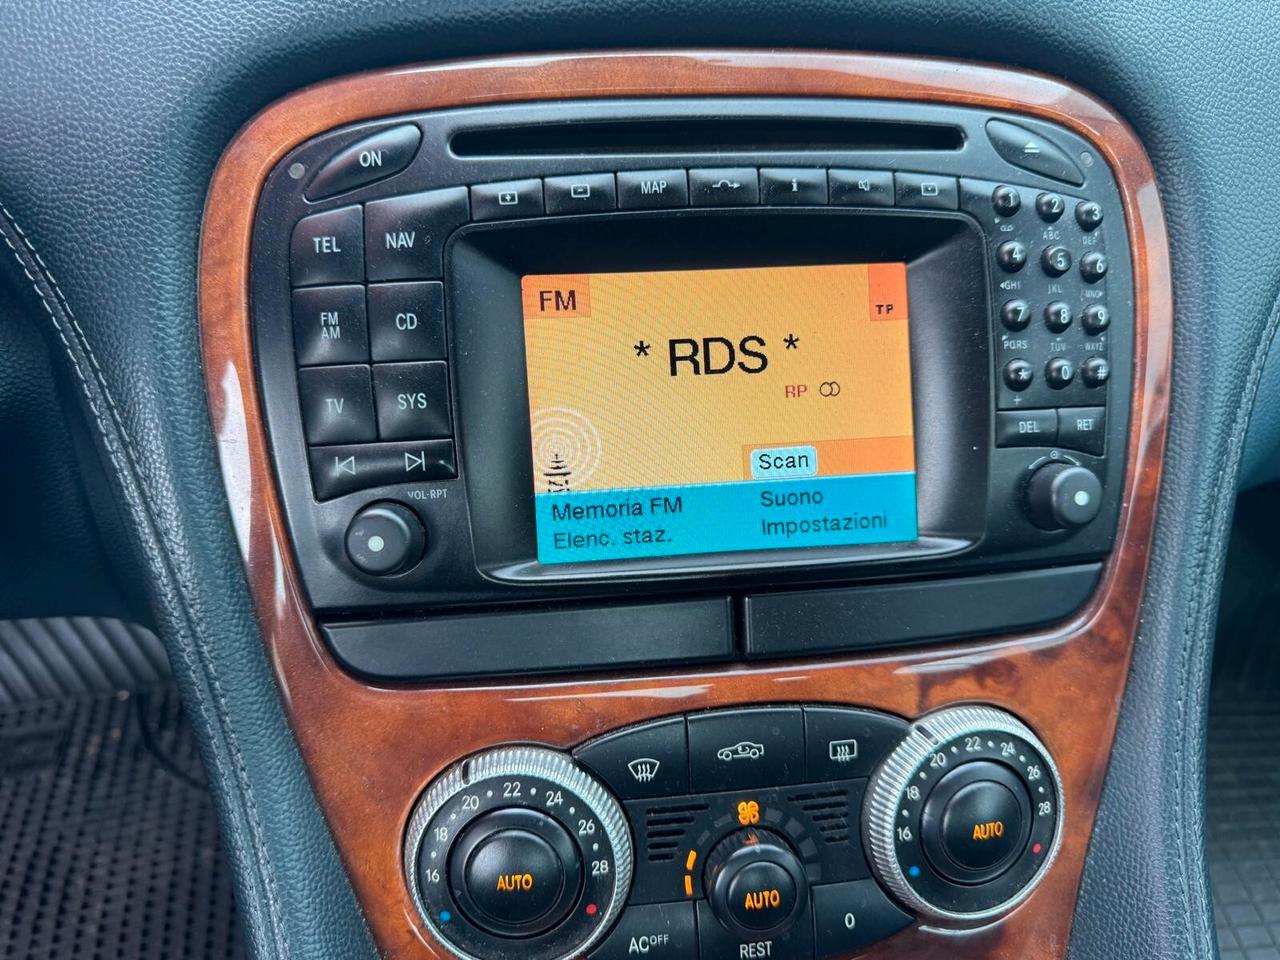 ON
MAP
i
TEL NAV
FM
AM
CD
TV SYS
VOL·RPT
FM
TP
* RDS *
RP
Scan
Memoria FM
Suono
Elenc. staz.
Impostazioni
1 2 3
ABC DEF
4 5 6
GHI JKL MNO
7 8 9
PQRS TUV WXYZ
* 0 #
+
DEL RET
16 18 20 22 24 26 28
AUTO
16 18 20 22 24 26 28
AUTO
AUTO
AC OFF
REST
0